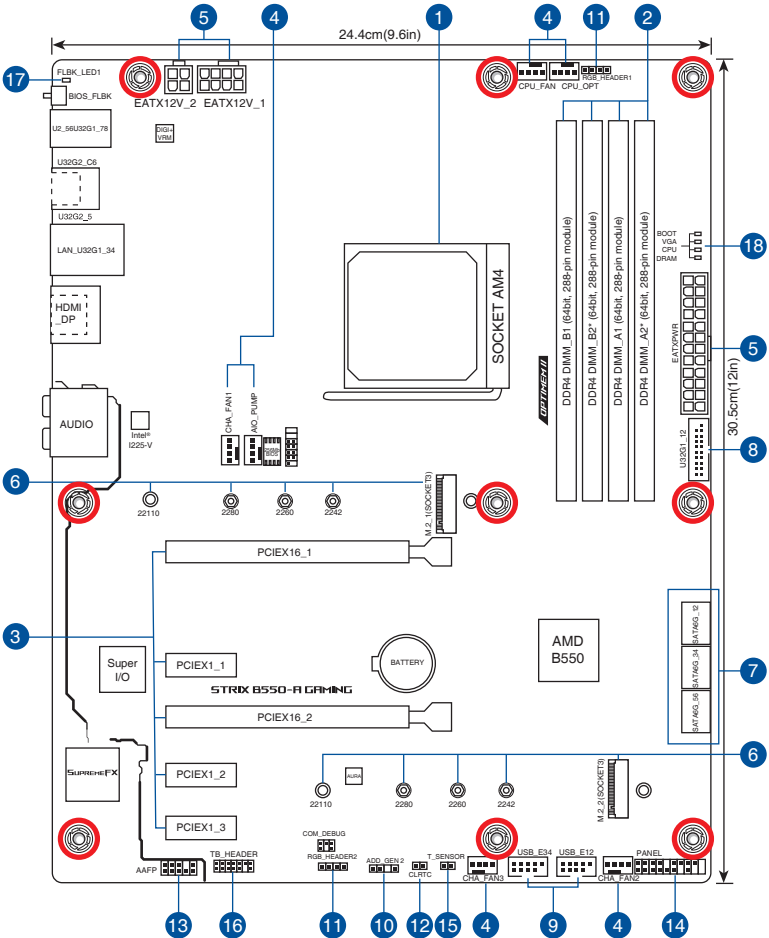 5
4
1
4
11
2
24.4cm(9.6in)
17
FLBK_LED1
BIOS_FLBK
EATX12V_2
EATX12V_1
CPU_FAN
CPU_OPT
RGB_HEADER1
U2_56U32G1_78
DIGI+
VRM
U32G2_C6
U32G2_5
LAN_U32G1_34
HDMI
_DP
AUDIO
Intel®
I225-V
4
CHA_FAN1
AIO_PUMP
256Mb
BIOS
SOCKET AM4
OPTIMEM II
DDR4 DIMM_B1 (64bit, 288-pin module)
DDR4 DIMM_B2* (64bit, 288-pin module)
DDR4 DIMM_A1 (64bit, 288-pin module)
DDR4 DIMM_A2* (64bit, 288-pin module)
BOOT
VGA
CPU
DRAM
18
EATXPWR
5
30.5cm(12in)
U32G1_12
8
6
22110
2280
2260
2242
M.2_1(SOCKET3)
PCIEX16_1
3
Super
I/O
PCIEX1_1
BATTERY
AMD
B550
SATA6G_12
SATA6G_34
SATA6G_56
7
STRIX B550-A GAMING
PCIEX16_2
SupremeFX
PCIEX1_2
AURA
22110
2280
2260
2242
M.2_2(SOCKET3)
6
PCIEX1_3
AAFP
TB_HEADER
COM_DEBUG
RGB_HEADER2
ADD_GEN 2
CLRTC
T_SENSOR
CHA_FAN3
USB_E34
USB_E12
CHA_FAN2
PANEL
13
16
11
10
12
15
4
9
4
14